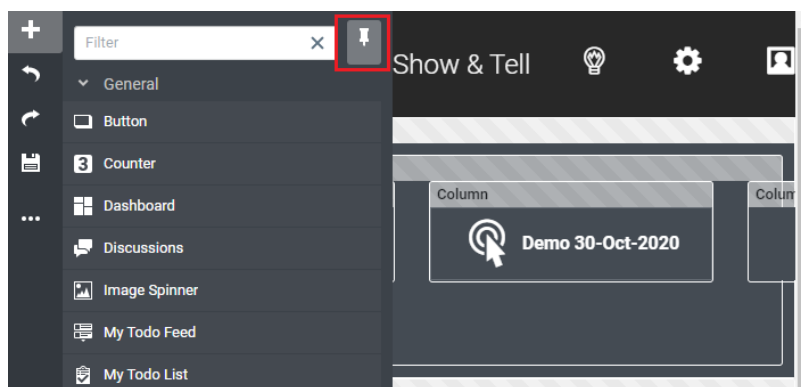 Filter
Show & Tell
General
Button
3 Counter
Column
Colum
Dashboard
Demo 30-Oct-2020
Discussions
Image Spinner
My Todo Feed
My Todo List